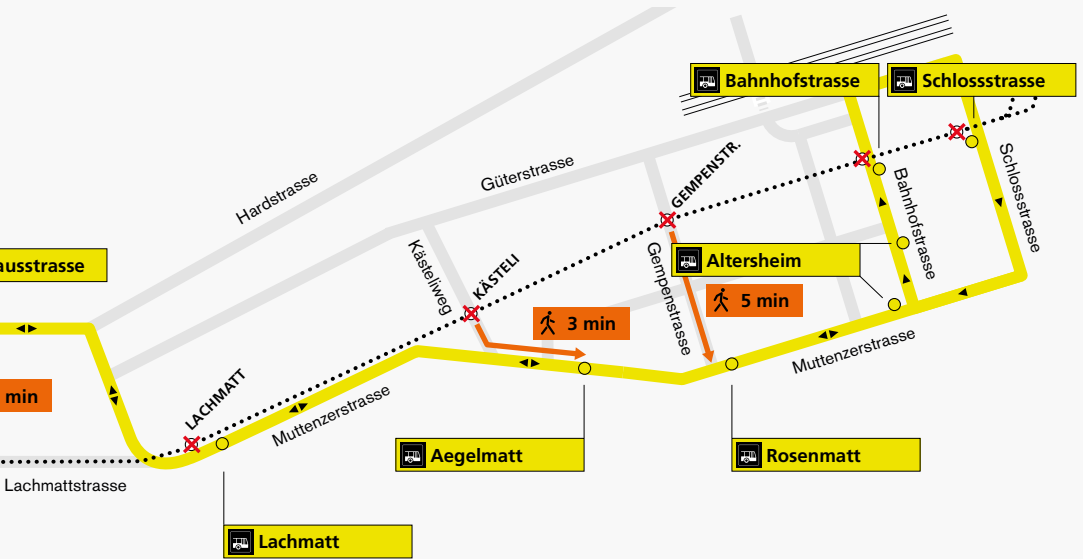 Bahnhofstrasse
Schlossstrasse
Hardstrasse
Güterstrasse
GEMPENSTR.
Bahnhofstrasse
Schlossstrasse
Kästeliweg
KÄSTELI
Gempenstrasse
Altersheim
ausstrasse
5 min
3 min
Muttenzerstrasse
min
LACHMATT
Muttenzerstrasse
Aegelmatt
Rosenmatt
Lachmattstrasse
Lachmatt